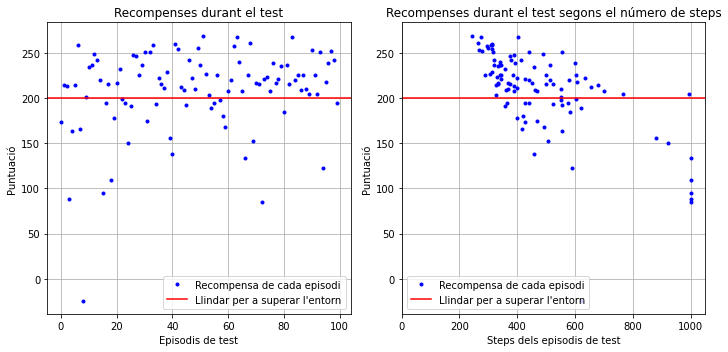 Recompenses durant el test
250
200
150
100
50
0
Puntuació
0
20
40
60
80
100
Episodis de test
Recompensa de cada episodi
Llindar per a superar l'entorn
Recompenses durant el test segons el número de steps
250
200
150
100
50
0
Puntuació
0
200
400
600
800
1000
Steps dels episodis de test
Recompensa de cada episodi
Llindar per a superar l'entorn